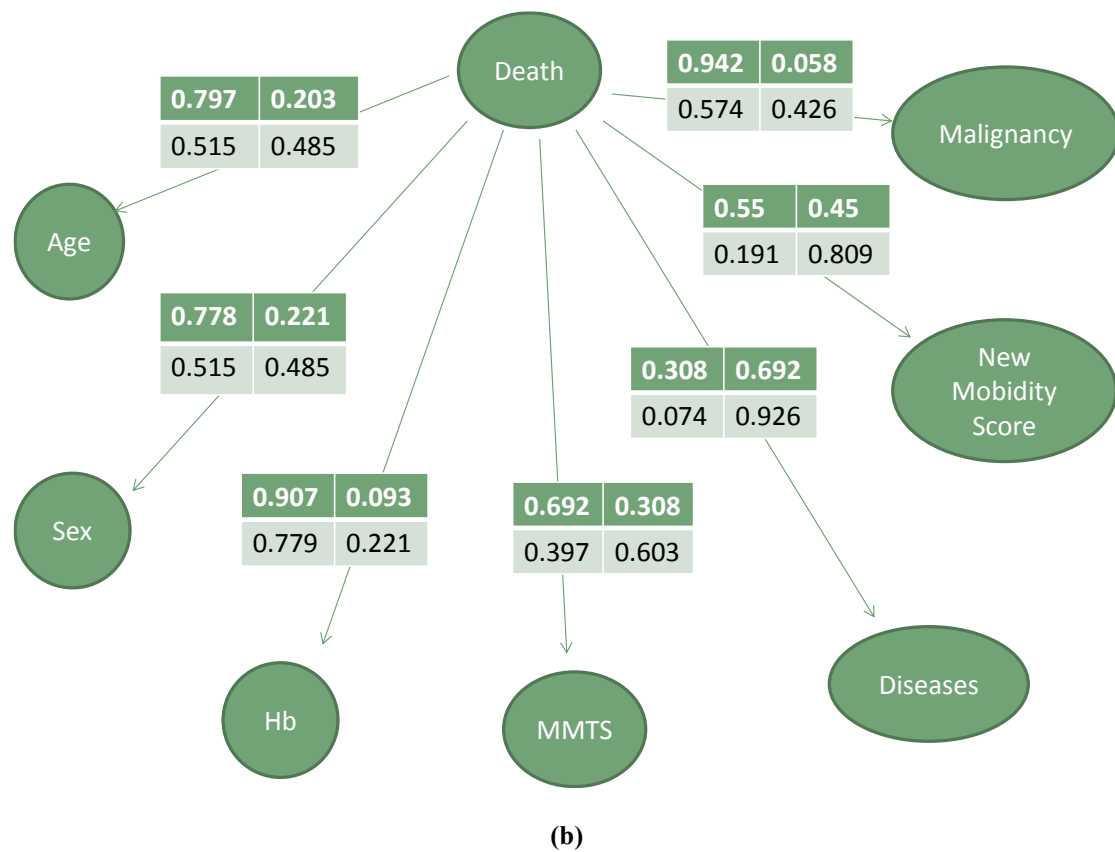 Death
0.942 0.058
0.574 0.426
Malignancy
0.797 0.203
0.515 0.485
Age
0.55 0.45
0.191 0.809
New
Mobidity
Score
0.778 0.221
0.515 0.485
Sex
0.308 0.692
0.074 0.926
Diseases
0.907 0.093
0.779 0.221
Hb
0.692 0.308
0.397 0.603
MMTS
(b)